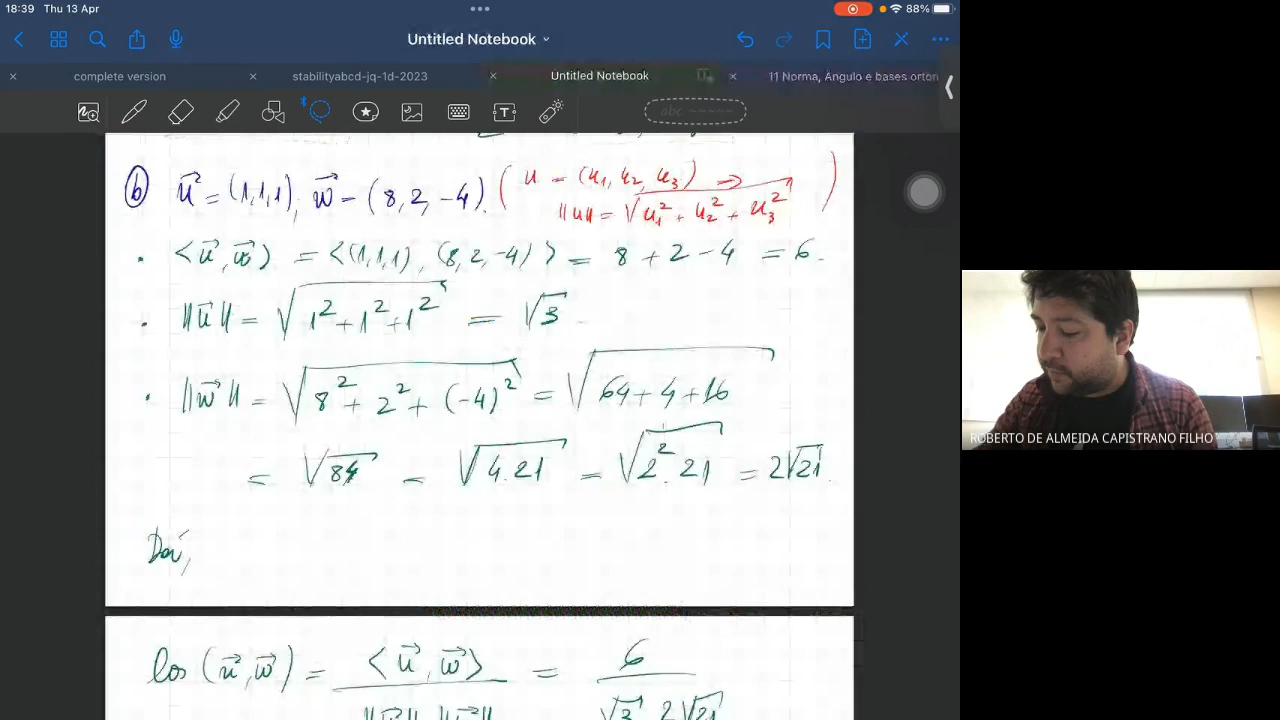 18:39 Thu 13 Apr
88%
Untitled Notebook
complete version
stabilityabcd-jq-1d-2023
Untitled Notebook
11 Norma, Ângulo e bases orton
T
abc
(b) u⃗ = (1,1,1); w⃗ = (8,2,-4). (u = (u₁, u₂, u₃) →
||u|| = √(u₁² + u₂² + u₃²))
• <u⃗, w⃗> = <(1,1,1), (8,2,-4)> = 8 + 2 - 4 = 6.
• ||u⃗|| = √(1² + 1² + 1²) = √3.
• ||w⃗|| = √(8² + 2² + (-4)²) = √(64 + 4 + 16)
= √84 = √(4.21) = √(2².21) = 2√21.
Daí,
cos (u⃗, w⃗) = <u⃗, w⃗> / ||u⃗|| ||w⃗|| = 6 / √3 2√21
ROBERTO DE ALMEIDA CAPISTRANO FILHO